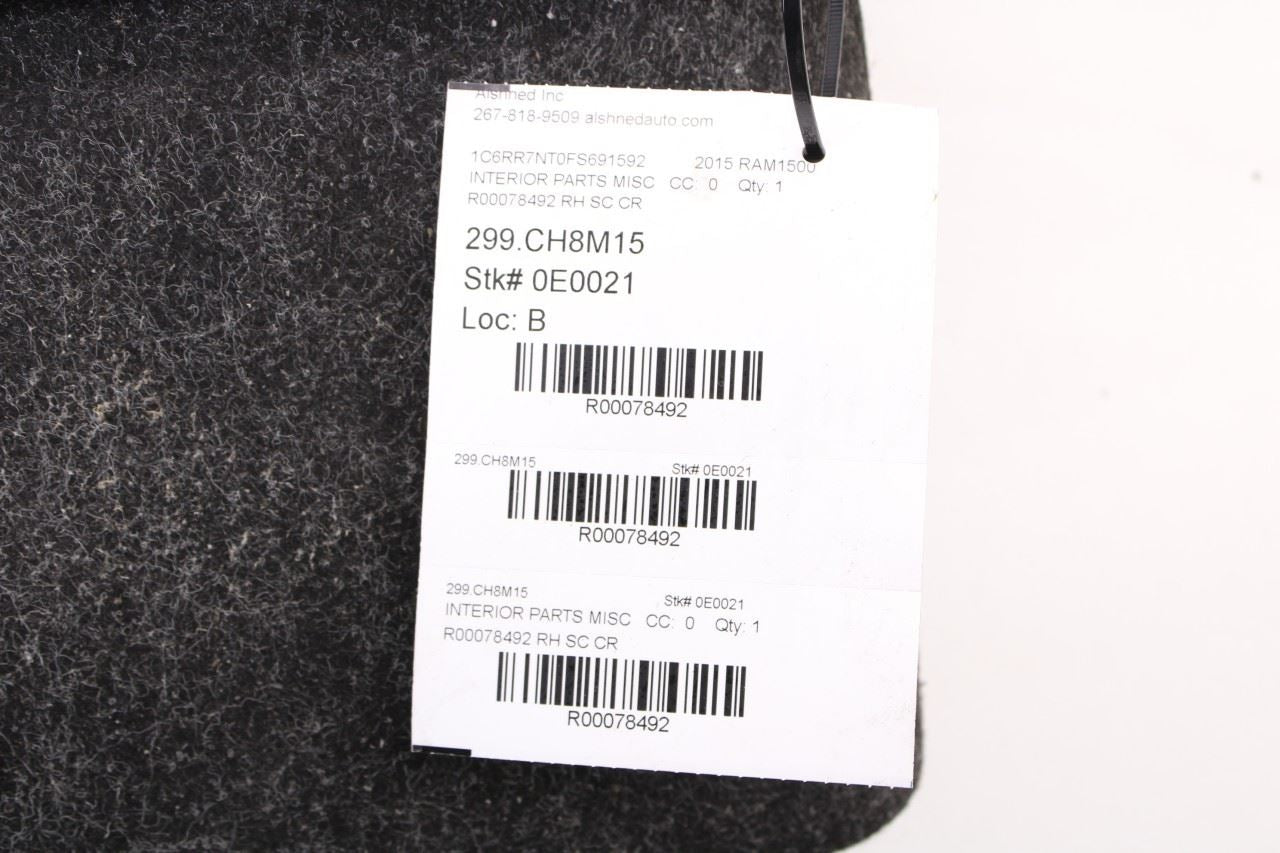 Alshned Inc
267-818-9509 alshnedauto.com
1C6RR7NT0FS691592 2015 RAM1500
INTERIOR PARTS MISC CC: 0 Qty: 1
R00078492 RH SC CR
299.CH8M15
Stk# 0E0021
Loc: B
R00078492
299.CH8M15 Stk# 0E0021
R00078492
299.CH8M15 Stk# 0E0021
INTERIOR PARTS MISC CC: 0 Qty: 1
R00078492 RH SC CR
R00078492